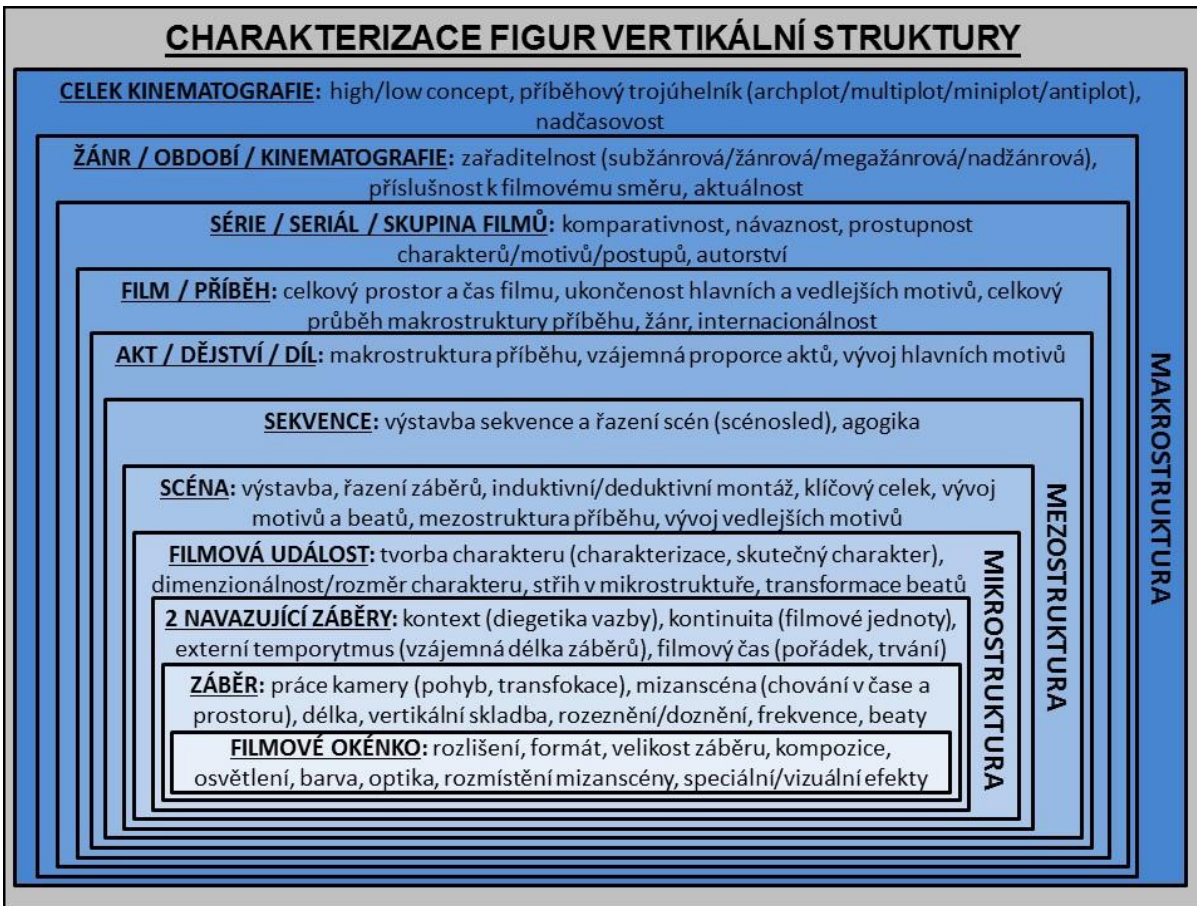 CHARAKTERIZACE FIGUR VERTIKÁLNÍ STRUKTURY
CELEK KINEMATOGRAFIE: high/low concept, příběhový trojúhelník (archplot/multiplot/miniplot/antiplot),
nadčasovost
ŽÁNR / OBDOBÍ / KINEMATOGRAFIE: zařaditelnost (subžánrová/žánrová/megažánrová/nadžánrová),
příslušnost k filmovému směru, aktuálnost
SÉRIE / SERIÁL / SKUPINA FILMŮ: komparativnost, návaznost, prostupnost
charakterů/motivů/postupů, autorství
FILM / PŘÍBĚH: celkový prostor a čas filmu, ukončenost hlavních a vedlejších motivů, celkový
průběh makrostruktury příběhu, žánr, internacionálnost
AKT / DĚJSTVÍ / DÍL: makrostruktura příběhu, vzájemná proporce aktů, vývoj hlavních motivů
SEKVENCE: výstavba sekvence a řazení scén (scénosled), agogika
SCÉNA: výstavba, řazení záběrů, induktivní/deduktivní montáž, klíčový celek, vývoj
motivů a beatů, mezostruktura příběhu, vývoj vedlejších motivů
FILMOVÁ UDÁLOST: tvorba charakteru (charakterizace, skutečný charakter),
dimenzionálnost/rozměr charakteru, střih v mikrostruktuře, transformace beatů
2 NAVAZUJÍCÍ ZÁBĚRY: kontext (diegetika vazby), kontinuita (filmové jednoty),
externí temporytmus (vzájemná délka záběrů), filmový čas (pořádek, trvání)
ZÁBĚR: práce kamery (pohyb, transfokace), mizanscéna (chování v čase a
prostoru), délka, vertikální skladba, rozeznění/doznění, frekvence, beaty
FILMOVÉ OKÉNKO: rozlišení, formát, velikost záběru, kompozice,
osvětlení, barva, optika, rozmístění mizanscény, speciální/vizuální efekty
MIKROSTRUKTURA
MEZOSTRUKTURA
MAKROSTRUKTURA